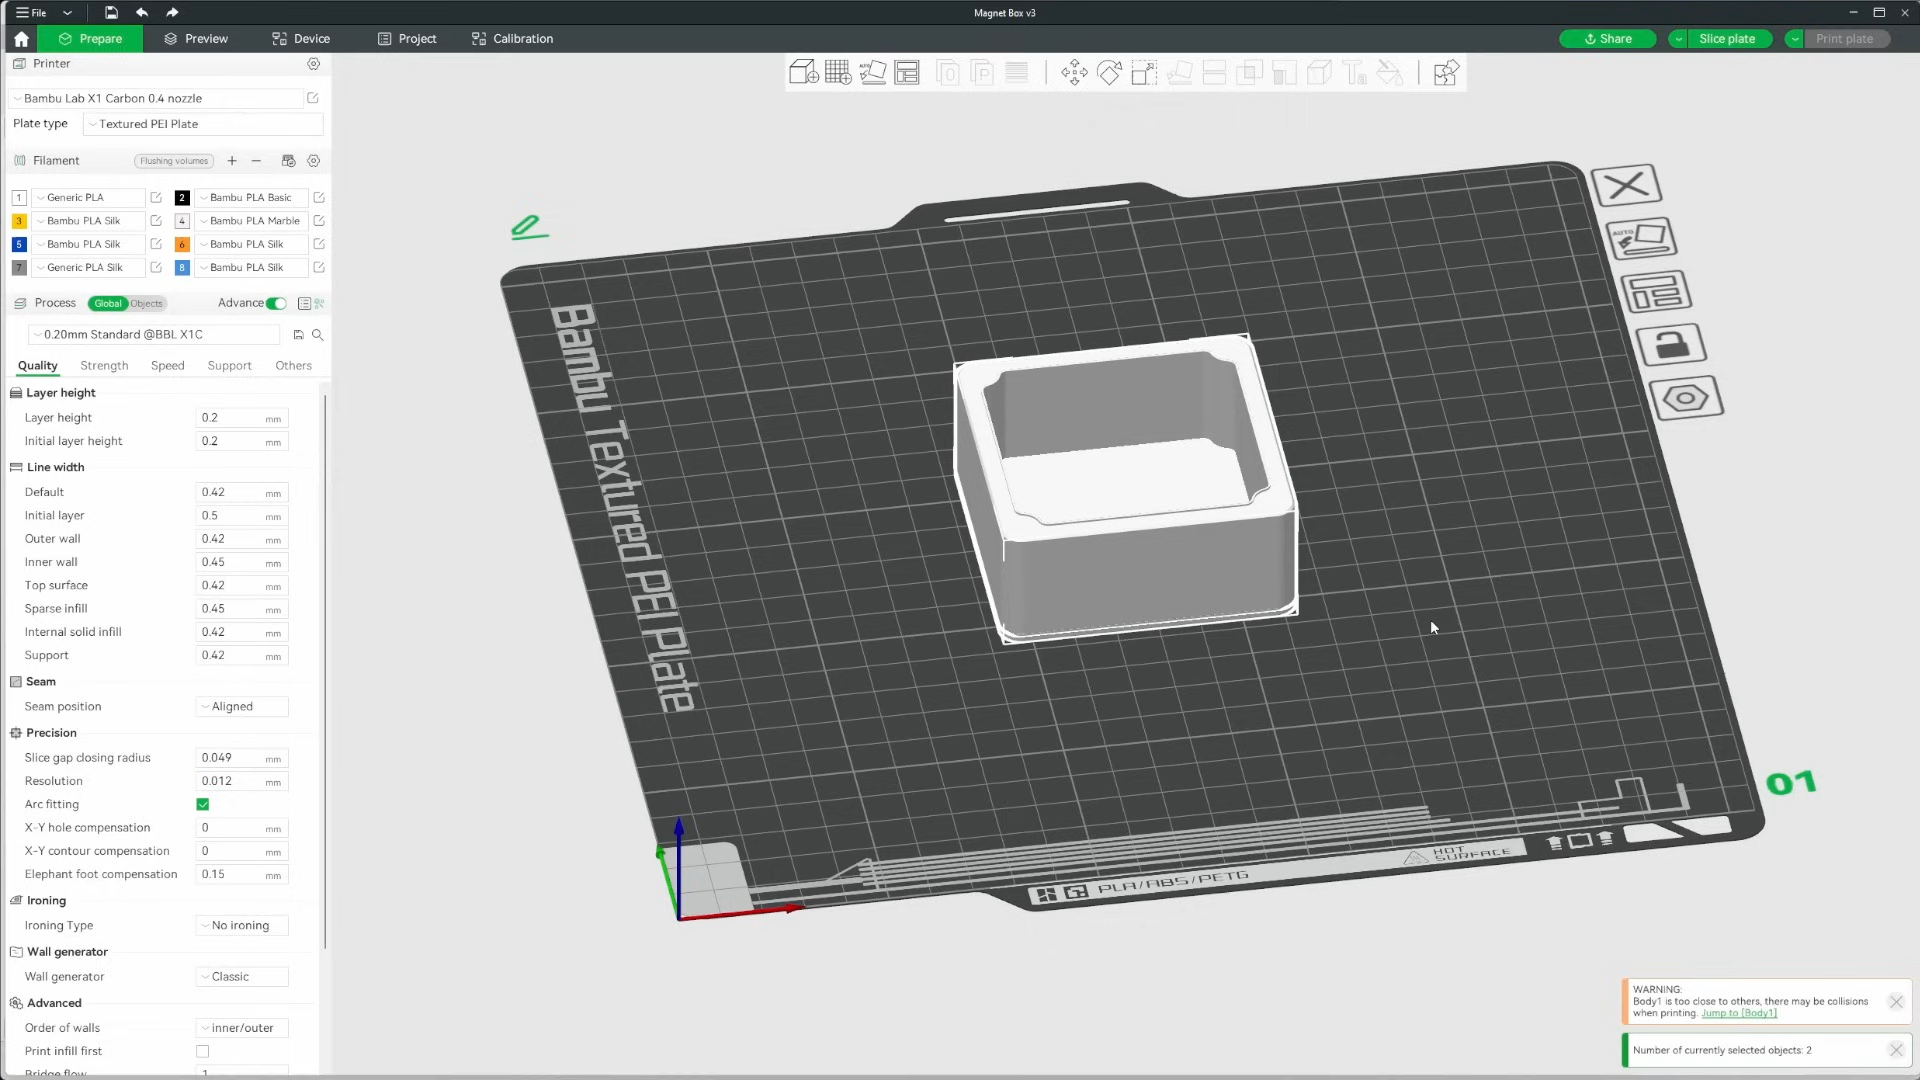 File
Magnet Box v3
Prepare
Preview
Device
Project
Calibration
Share
Slice plate
Print plate
Printer
Bambu Lab X1 Carbon 0.4 nozzle
Plate type
Textured PEI Plate
Filament
Flushing volumes
1 Generic PLA
2 Bambu PLA Basic
3 Bambu PLA Silk
4 Bambu PLA Marble
5 Bambu PLA Silk
6 Bambu PLA Silk
7 Generic PLA Silk
8 Bambu PLA Silk
Process
Global
Objects
Advance
0.20mm Standard @BBL X1C
Quality
Strength
Speed
Support
Others
Layer height
Layer height 0.2 mm
Initial layer height 0.2 mm
Line width
Default 0.42 mm
Initial layer 0.5 mm
Outer wall 0.42 mm
Inner wall 0.45 mm
Top surface 0.42 mm
Sparse infill 0.45 mm
Internal solid infill 0.42 mm
Support 0.42 mm
Seam
Seam position Aligned
Precision
Slice gap closing radius 0.049 mm
Resolution 0.012 mm
Arc fitting
X-Y hole compensation 0 mm
X-Y contour compensation 0 mm
Elephant foot compensation 0.15 mm
Ironing
Ironing Type No ironing
Wall generator
Wall generator Classic
Advanced
Order of walls inner/outer
Print infill first
Bridge flow 1
Bambu Textured PEI Plate
AUTO
01
HOT SURFACE
PLA/ABS/PETG
WARNING:
Body1 is too close to others, there may be collisions
when printing. Jump to [Body1]
Number of currently selected objects: 2